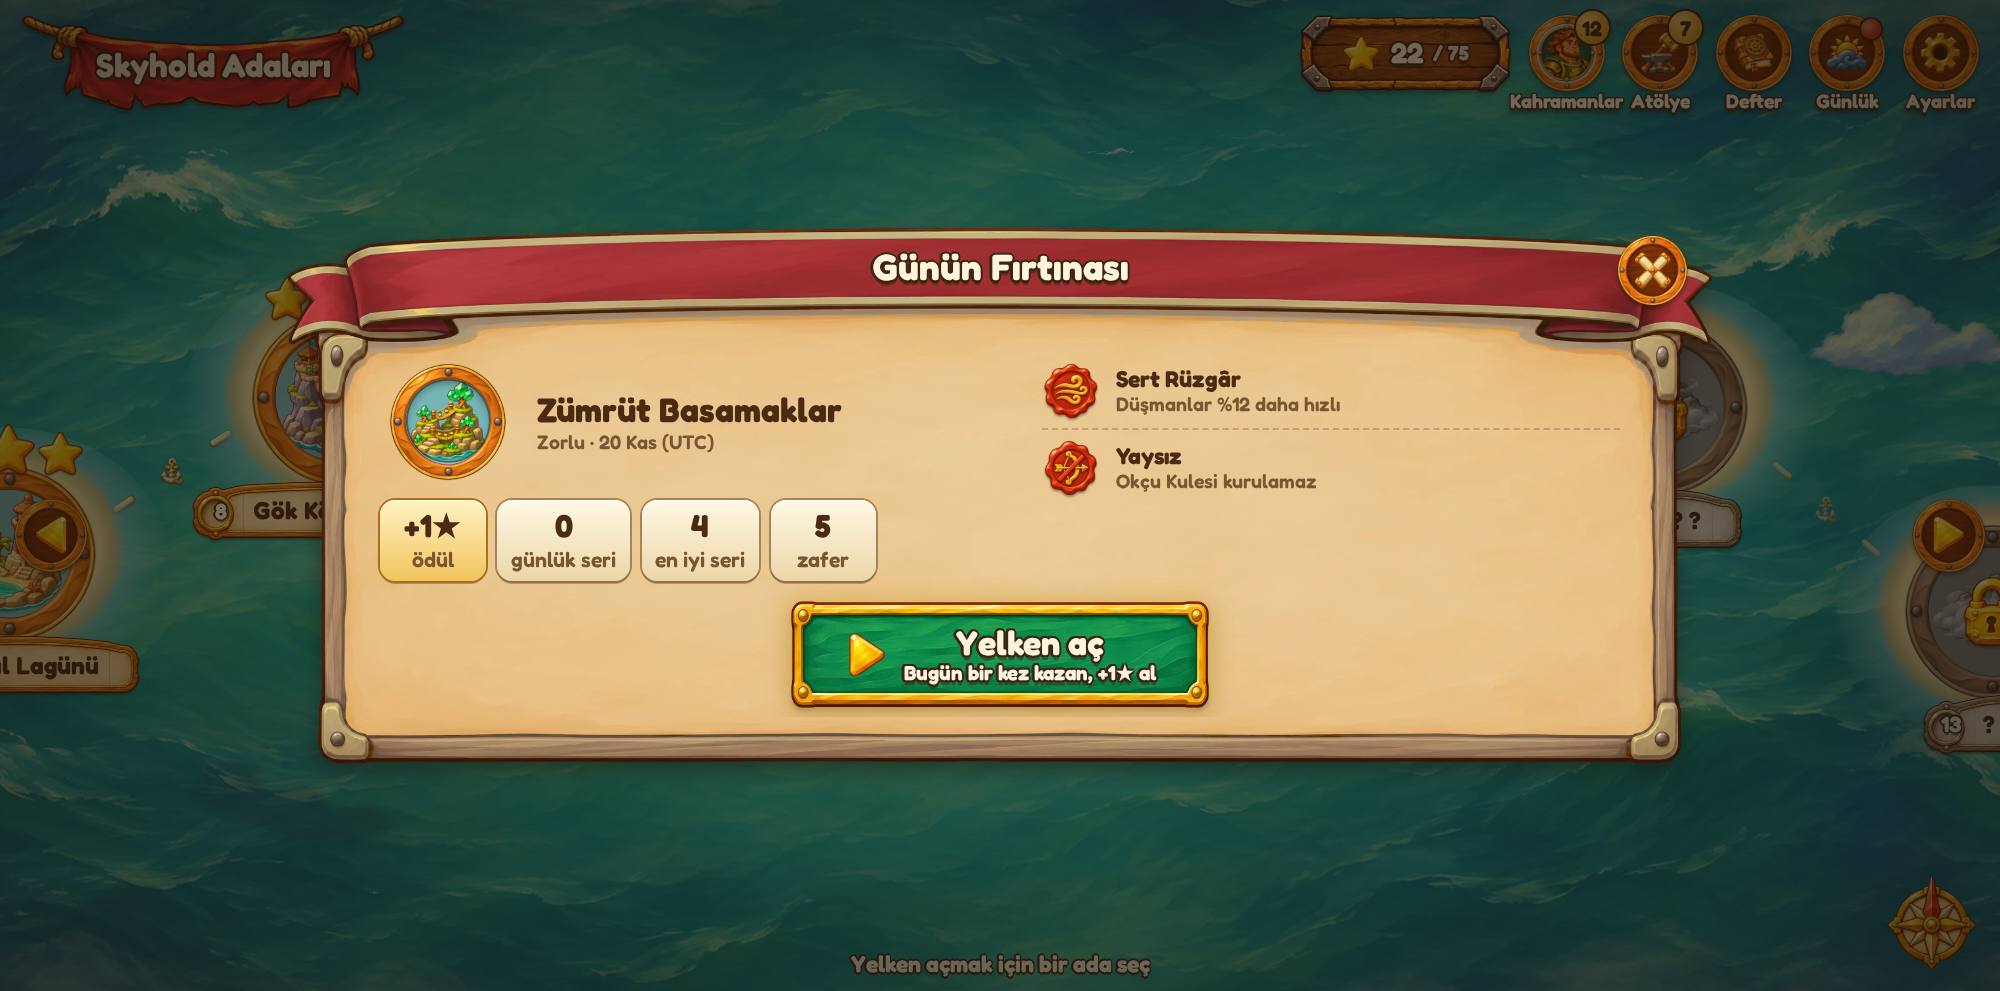 Skyhold Adaları
22 / 75
12
7
Kahramanlar
Atölye
Defter
Günlük
Ayarlar
Günün Fırtınası
Zümrüt Basamaklar
Zorlu · 20 Kas (UTC)
+1★
ödül
0
günlük seri
4
en iyi seri
5
zafer
Sert Rüzgâr
Düşmanlar %12 daha hızlı
Yaysız
Okçu Kulesi kurulamaz
Yelken aç
Bugün bir kez kazan, +1★ al
8
Gök
Lagünü
? ?
13
?
Yelken açmak için bir ada seç